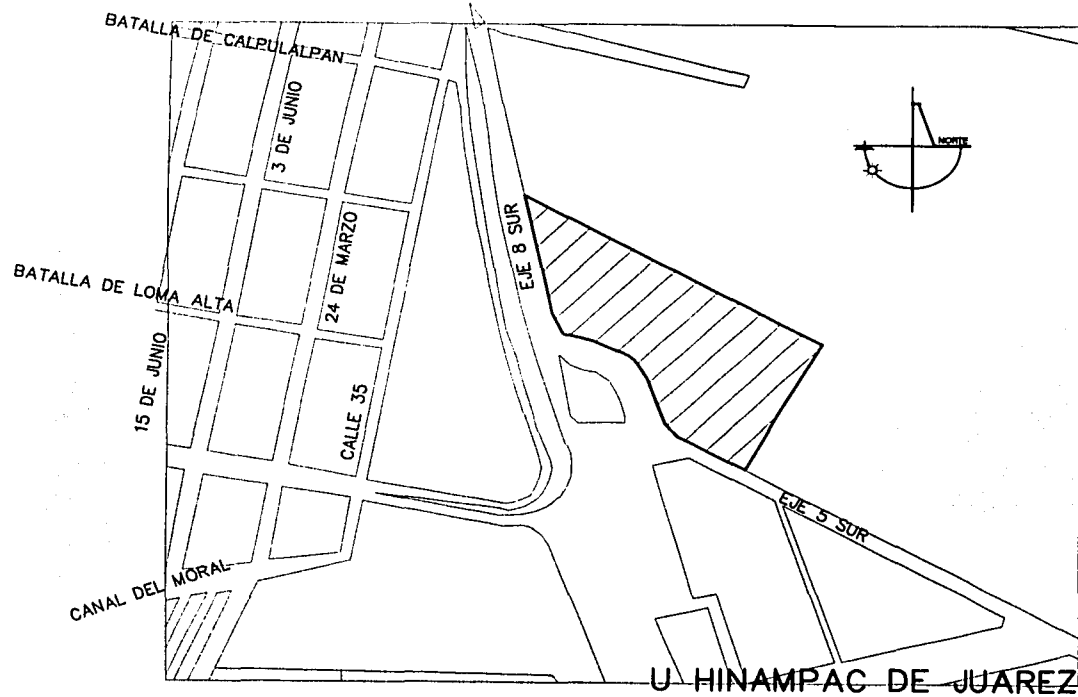 BATALLA DE CALPULALPAN
3 DE JUNIO
NORTE
EJE 8 SUR
24 DE MARZO
BATALLA DE LOMA ALTA
15 DE JUNIO
CALLE 35
EJE 5 SUR
CANAL DEL MORAL
U HINAMPAC DE JUAREZ